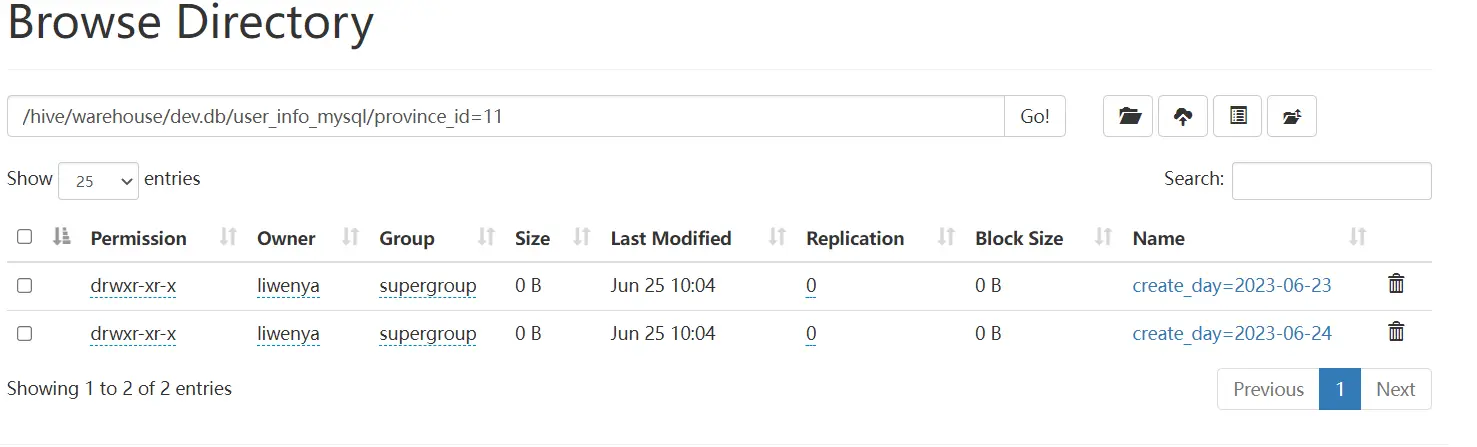 Browse Directory
/hive/warehouse/dev.db/user_info_mysql/province_id=11 Go!
Show 25 entries Search:
Permission Owner Group Size Last Modified Replication Block Size Name
drwxr-xr-x liwenya supergroup 0 B Jun 25 10:04 0 0 B create_day=2023-06-23
drwxr-xr-x liwenya supergroup 0 B Jun 25 10:04 0 0 B create_day=2023-06-24
Showing 1 to 2 of 2 entries Previous 1 Next